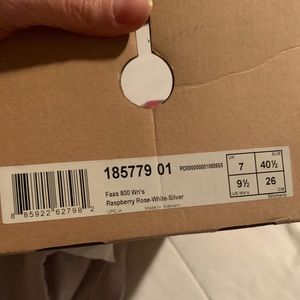 185779 01 PO000000001068658
Faas 800 Wn's
Raspberry Rose-White-Silver
UPC-A Made in Vietnam
8 85922 62798 2
UK 7 EUR 40½
US Wn's 9½ CM 26